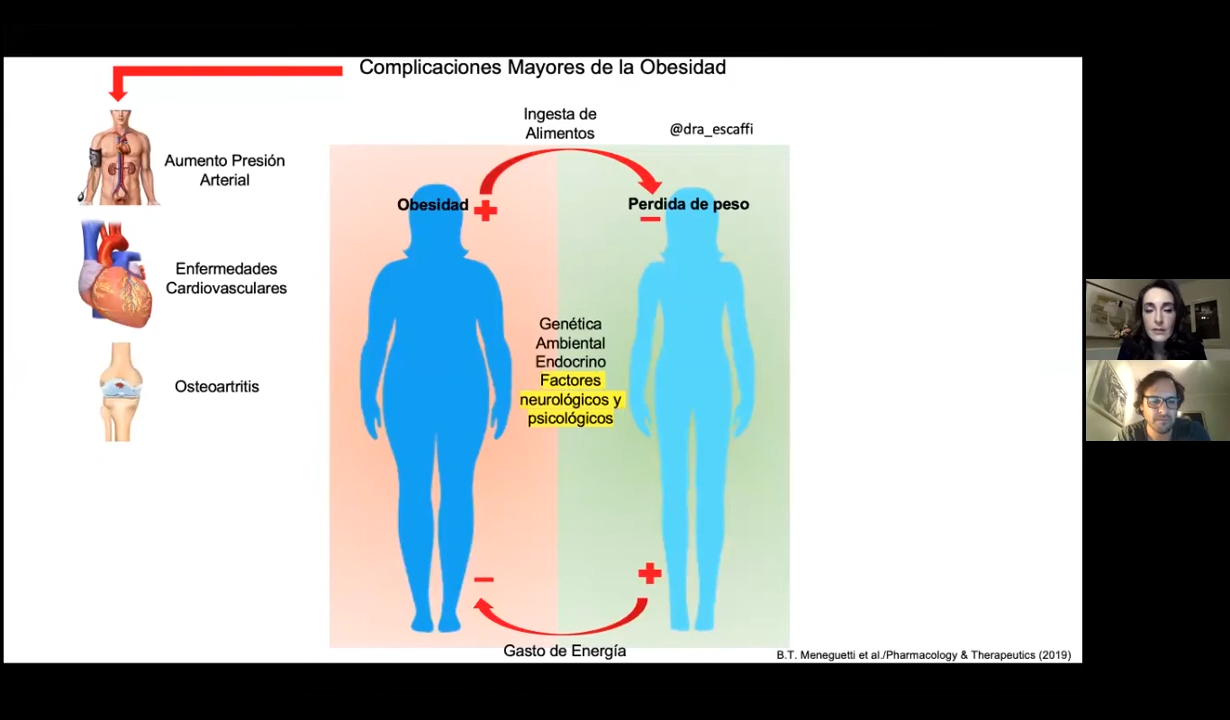 Complicaciones Mayores de la Obesidad
Aumento Presión
Arterial
Enfermedades
Cardiovasculares
Osteoartritis
Ingesta de
Alimentos
@dra_escaffi
Obesidad
Perdida de peso
Genética
Ambiental
Endocrino
Factores
neurológicos y
psicológicos
Gasto de Energía
B.T. Meneguetti et al./Pharmacology & Therapeutics (2019)